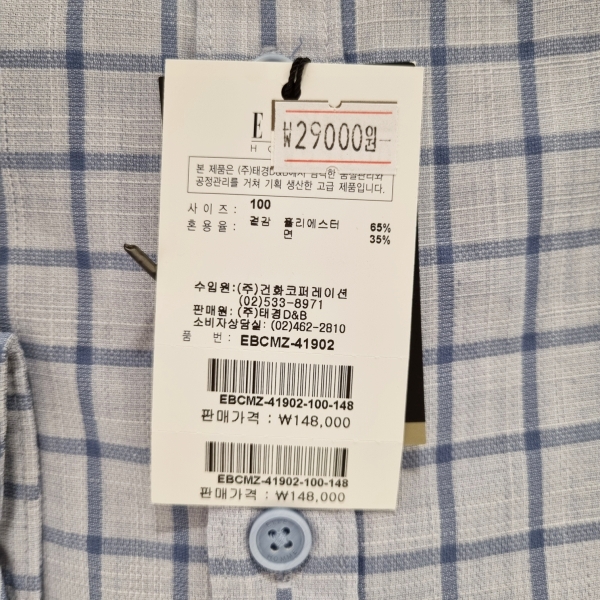 E
₩29000원
H
본 제품은 (주)태경D&B에서 엄격한 품질관리와
공정관리를 거쳐 기획 생산한 고급 제품입니다.
사 이 즈 : 100
혼 용 율 : 겉감 폴리에스터 65%
면 35%
수입원: (주)건화코퍼레이션
(02)533-8971
판매원: (주)태경D&B
소비자상담실: (02)462-2810
품 번: EBCMZ-41902
EBCMZ-41902-100-148
판매가격 : ₩148,000
EBCMZ-41902-100-148
판매가격 : ₩148,000